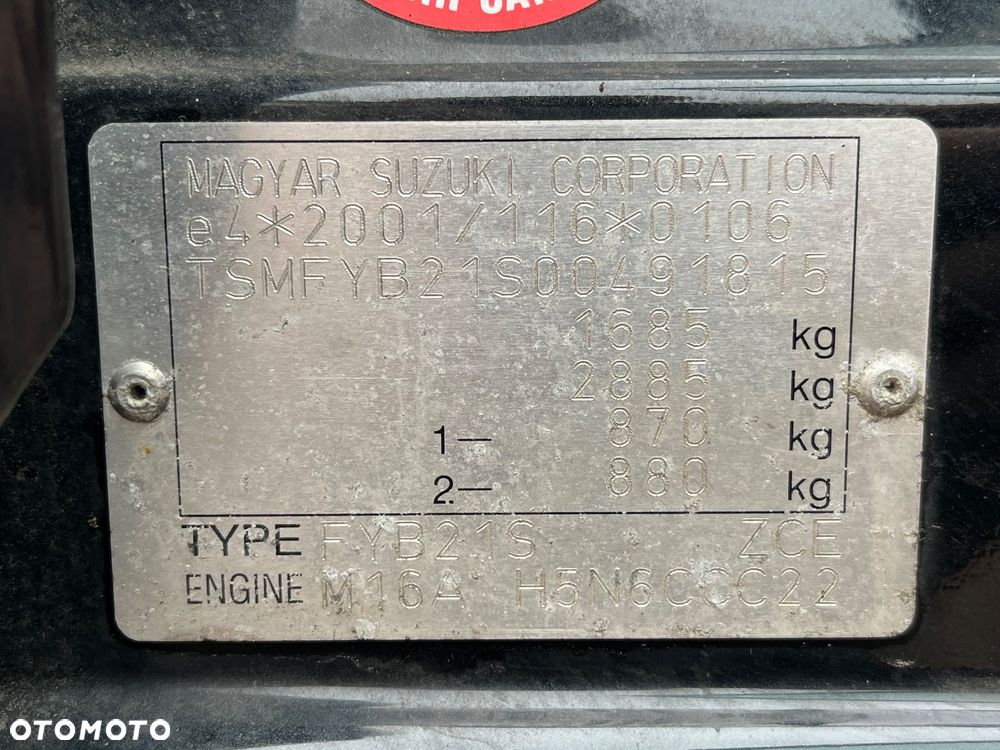 MAGYAR SUZUKI CORPORATION
e4*2001/116*0106
TSMFYB21S00491815
1685 kg
2885 kg
1— 870 kg
2— 880 kg
TYPE FYB21S ZCE
ENGINE M16A H5N6CCC22
OTOMOTO